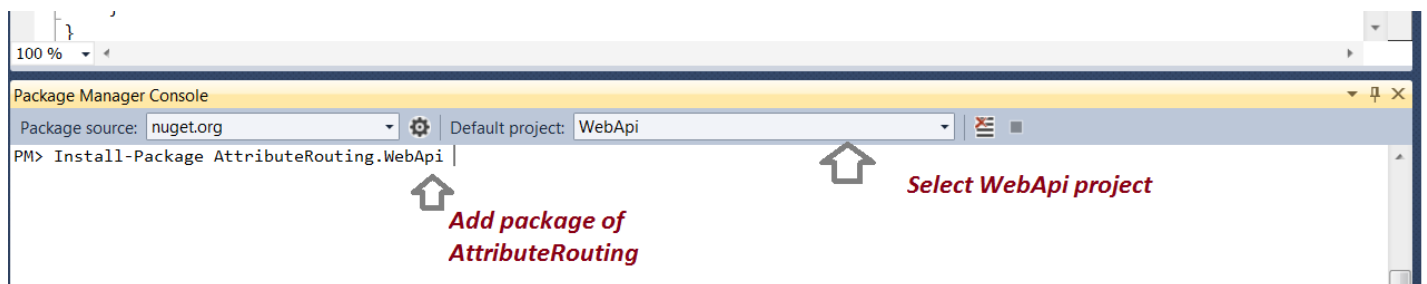 }
100 %
Package Manager Console
Package source: nuget.org Default project: WebApi
PM> Install-Package AttributeRouting.WebApi
Select WebApi project
Add package of
AttributeRouting